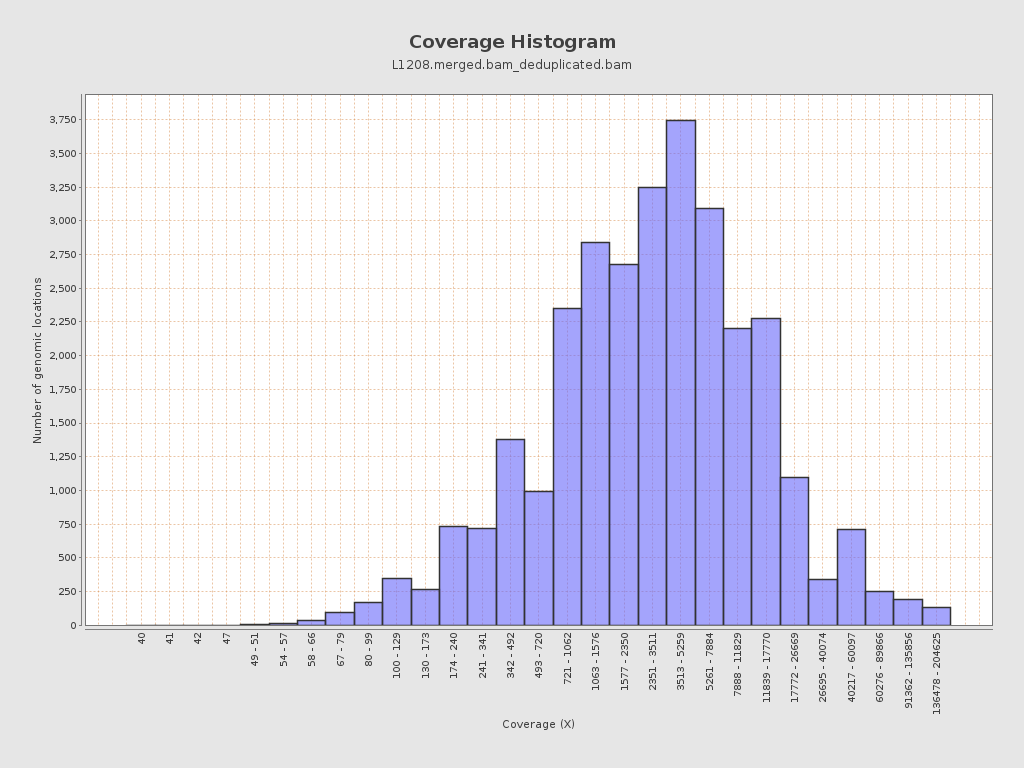 Coverage Histogram
L1208.merged.bam_deduplicated.bam
3,750
3,500
3,250
3,000
2,750
2,500
2,250
2,000
1,750
1,500
1,250
1,000
750
500
250
0
Number of genomic locations
40
41
42
47
49 - 51
54 - 57
58 - 66
67 - 79
80 - 99
100 - 129
130 - 173
174 - 240
241 - 341
342 - 492
493 - 720
721 - 1062
1063 - 1576
1577 - 2350
2351 - 3511
3513 - 5259
5261 - 7884
7888 - 11829
11839 - 17770
17772 - 26669
26695 - 40074
40217 - 60097
60276 - 89866
91362 - 135856
136478 - 204625
Coverage (X)